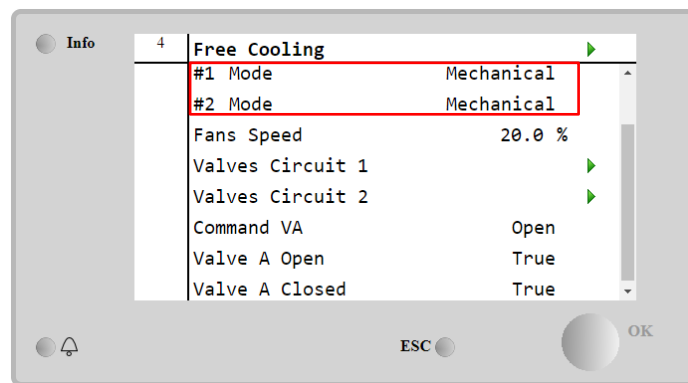 Info
4 Free Cooling
#1 Mode Mechanical
#2 Mode Mechanical
Fans Speed 20.0 %
Valves Circuit 1
Valves Circuit 2
Command VA Open
Valve A Open True
Valve A Closed True
ESC
OK